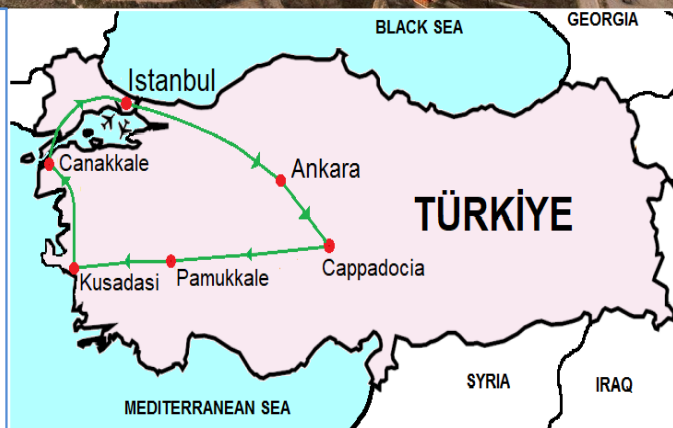 BLACK SEA
GEORGIA
Istanbul
Canakkale
Ankara
TÜRKİYE
Cappadocia
Pamukkale
Kusadasi
SYRIA
IRAQ
MEDITERRANEAN SEA